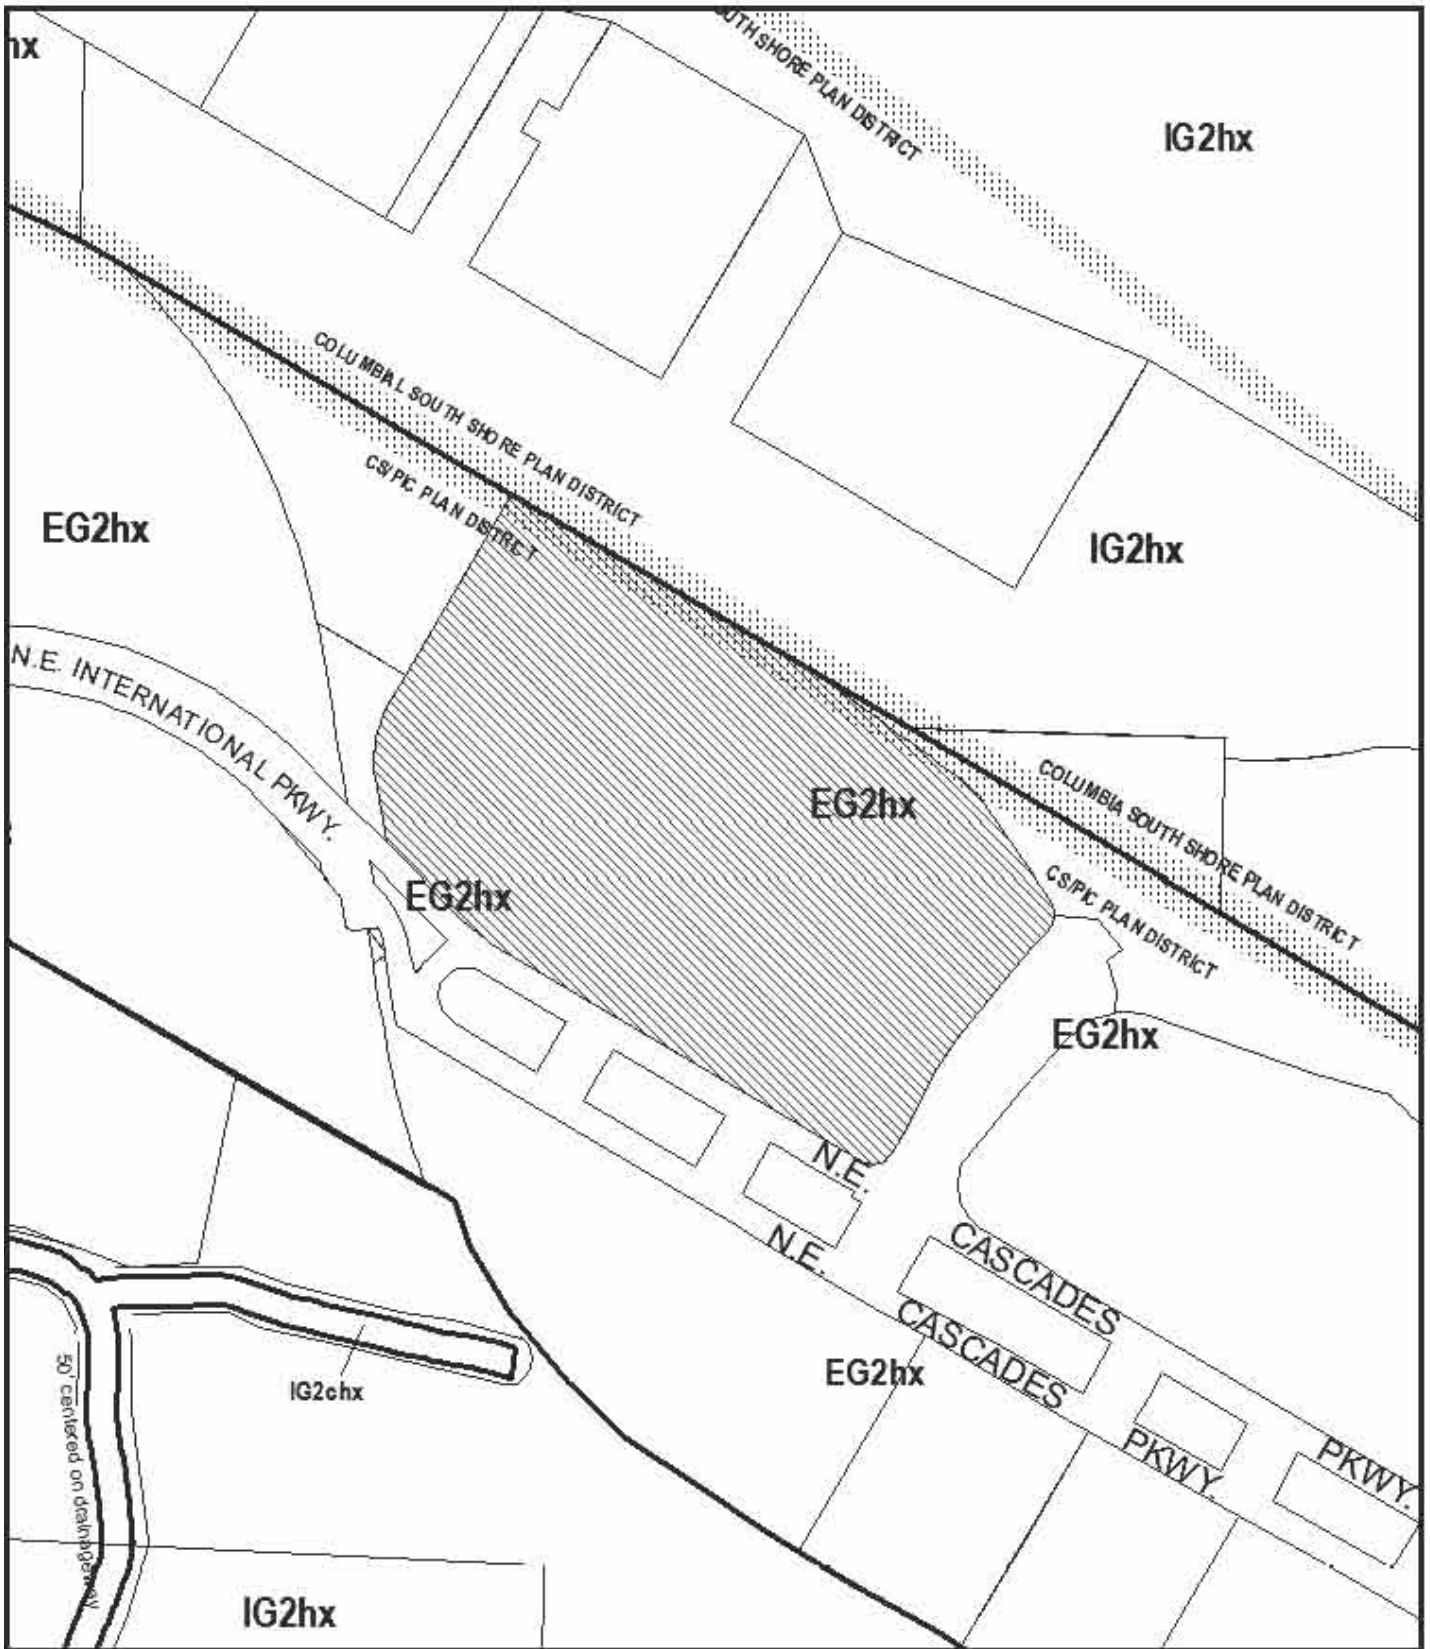 hx
OUTH SHORE PLAN DISTRICT
IG2hx
COLUMBIA L SOUTH SHORE PLAN DISTRICT
CS/PIC PLAN DISTRICT
EG2hx
IG2hx
N.E. INTERNATIONAL PKWY.
EG2hx
COLUMBIA SOUTH SHORE PLAN DISTRICT
EG2hx
CS/PIC PLAN DISTRICT
EG2hx
N.E.
N.E.
CASCADES
CASCADES
EG2hx
IG2chx
PKWY.
PKWY.
50' centered on drainageway
IG2hx